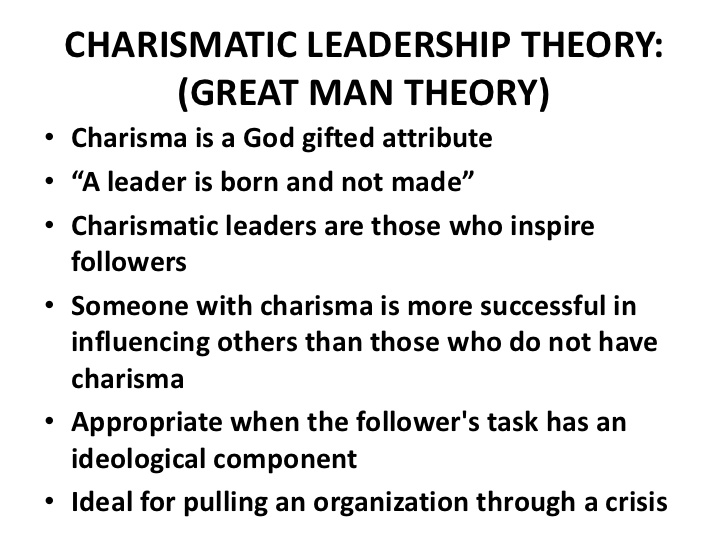 CHARISMATIC LEADERSHIP THEORY:
(GREAT MAN THEORY)
• Charisma is a God gifted attribute
• “A leader is born and not made”
• Charismatic leaders are those who inspire
followers
• Someone with charisma is more successful in
influencing others than those who do not have
charisma
• Appropriate when the follower's task has an
ideological component
• Ideal for pulling an organization through a crisis